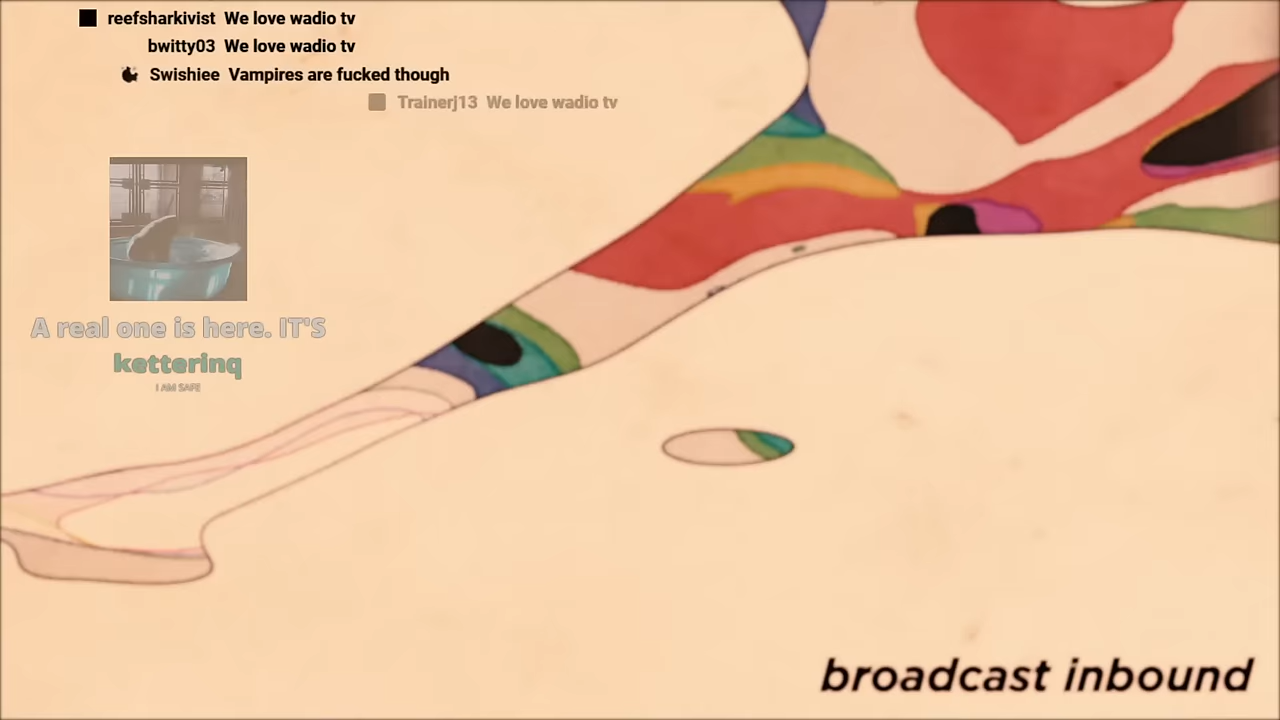 reefsharkivist We love wadio tv
bwitty03 We love wadio tv
Swishiee Vampires are fucked though
Trainerj13 We love wadio tv
A real one is here. IT'S
ketterinq
I AM SAFE
broadcast inbound